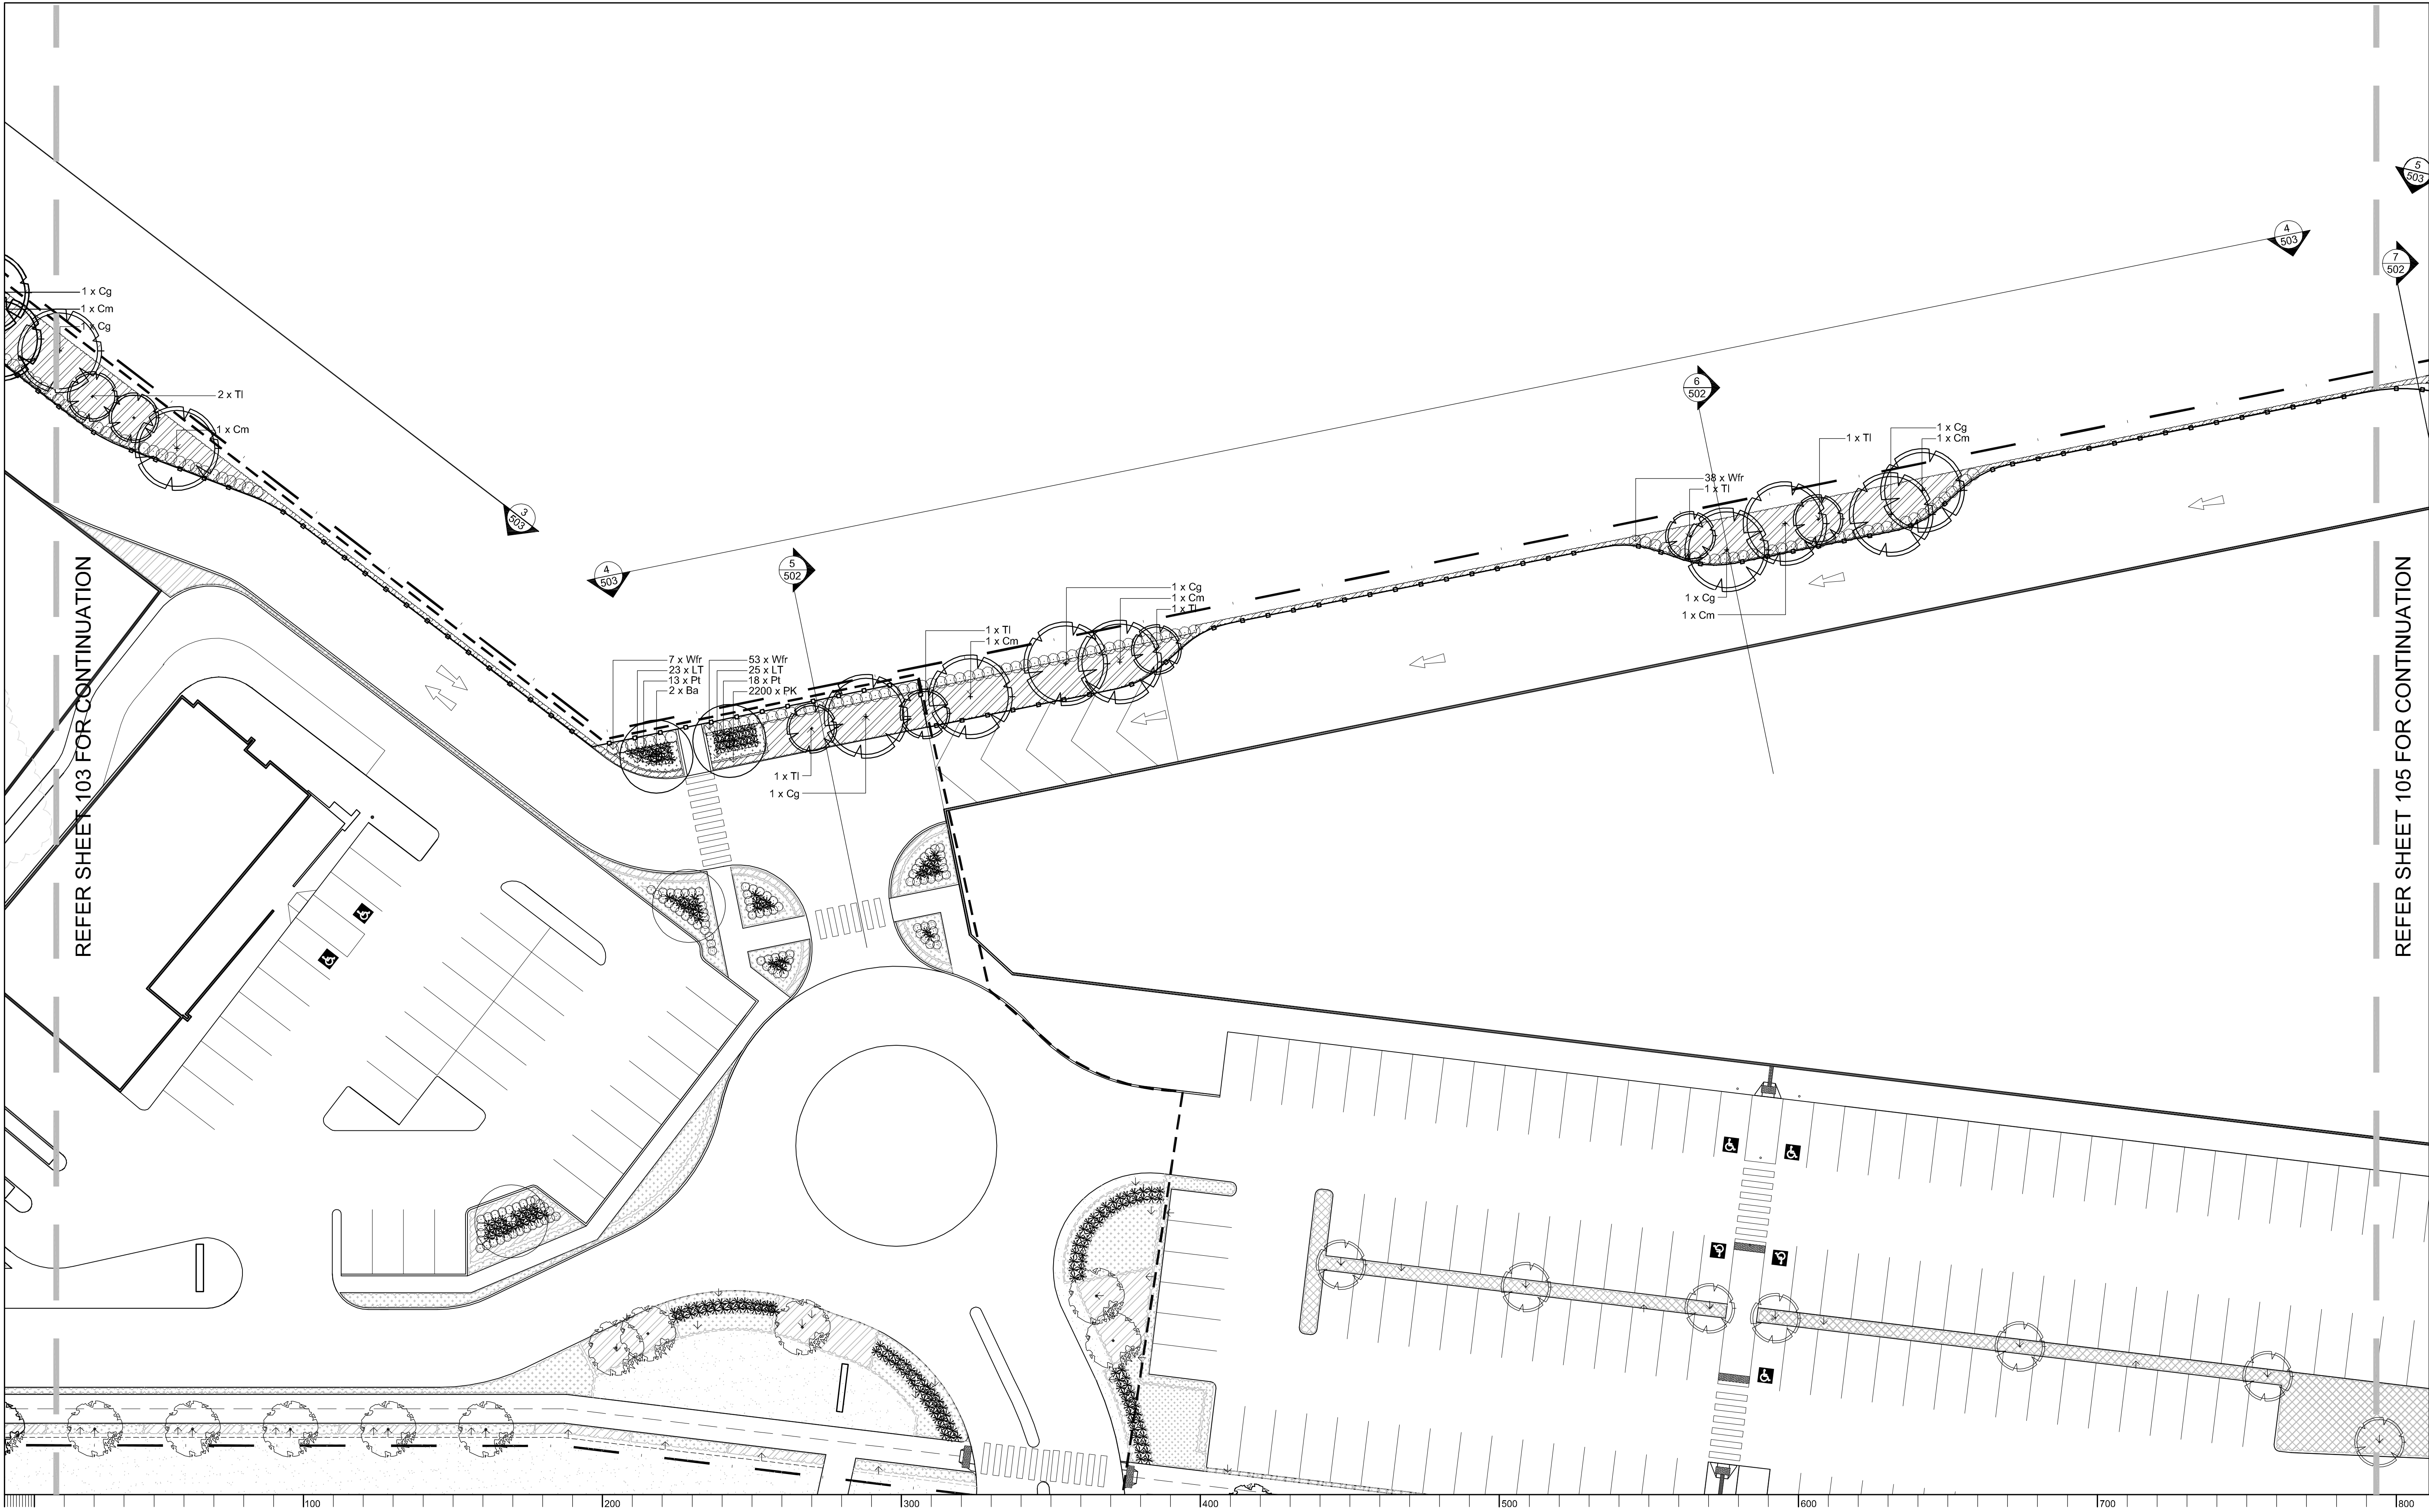 5
503
4
503
7
502
1 x Cg
1 x Cm
1 x Cg
2 x Tl
1 x Cm
6
502
1 x Cg
1 x Cm
1 x Tl
38 x Wfr
1 x Tl
3
503
4
503
5
502
1 x Cg
1 x Cm
1 x Tl
1 x Cg
1 x Cm
1 x Tl
1 x Cm
7 x Wfr
23 x LT
13 x Pt
2 x Ba
53 x Wfr
25 x LT
18 x Pt
2200 x PK
1 x Tl
1 x Cg
REFER SHEET 103 FOR CONTINUATION
REFER SHEET 105 FOR CONTINUATION
100 200 300 400 500 600 700 800